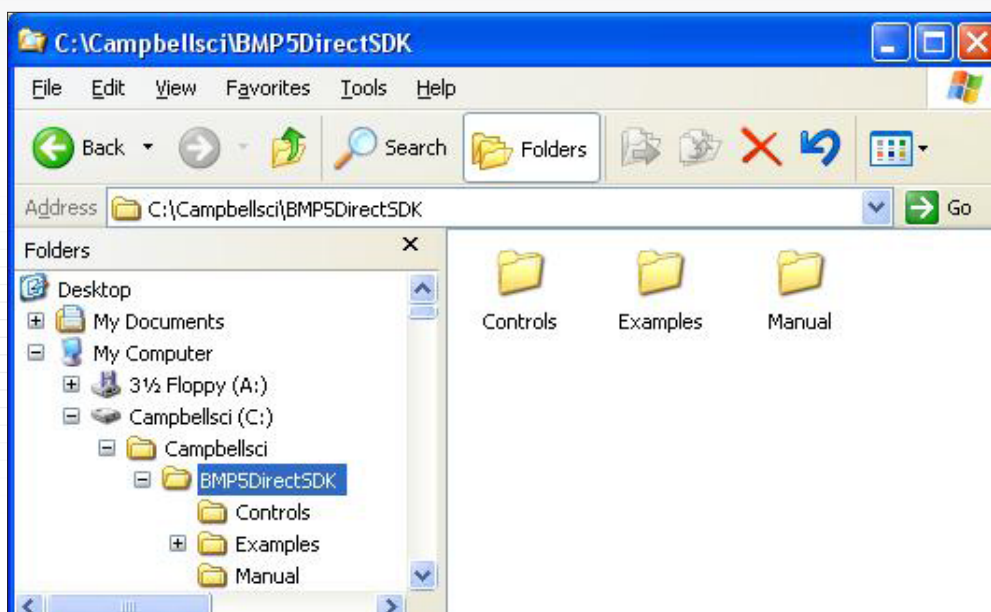 C:\Campbellsci\BMP5DirectSDK
File Edit View Favorites Tools Help
Back Search Folders
Address C:\Campbellsci\BMP5DirectSDK Go
Folders
Desktop
My Documents
My Computer
3½ Floppy (A:)
Campbellsci (C:)
Campbellsci
BMP5DirectSDK
Controls
Examples
Manual
Controls Examples Manual